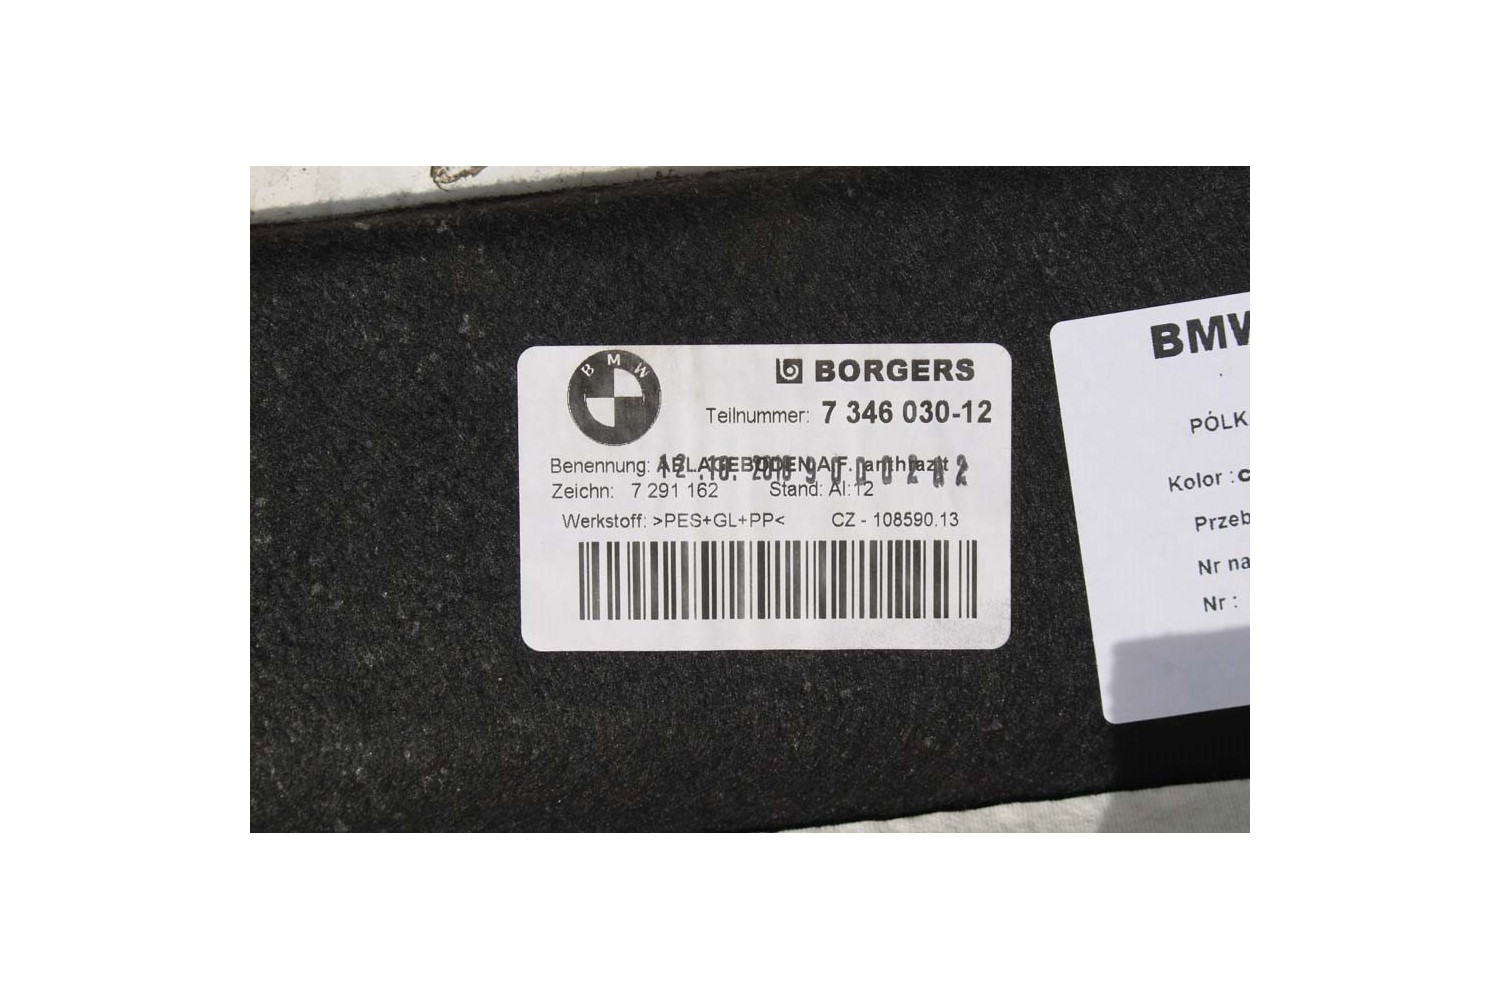 BMW
BORGERS
Teilnummer: 7 346 030-12
Benennung: ABLAGEBODEN A.F. anthrazit
Zeichn: 7 291 162 Stand: AI:12
Werkstoff: >PES+GL+PP< CZ - 108590.13
BMW
PÓLK
Kolor : c
Przeb
Nr na
Nr :